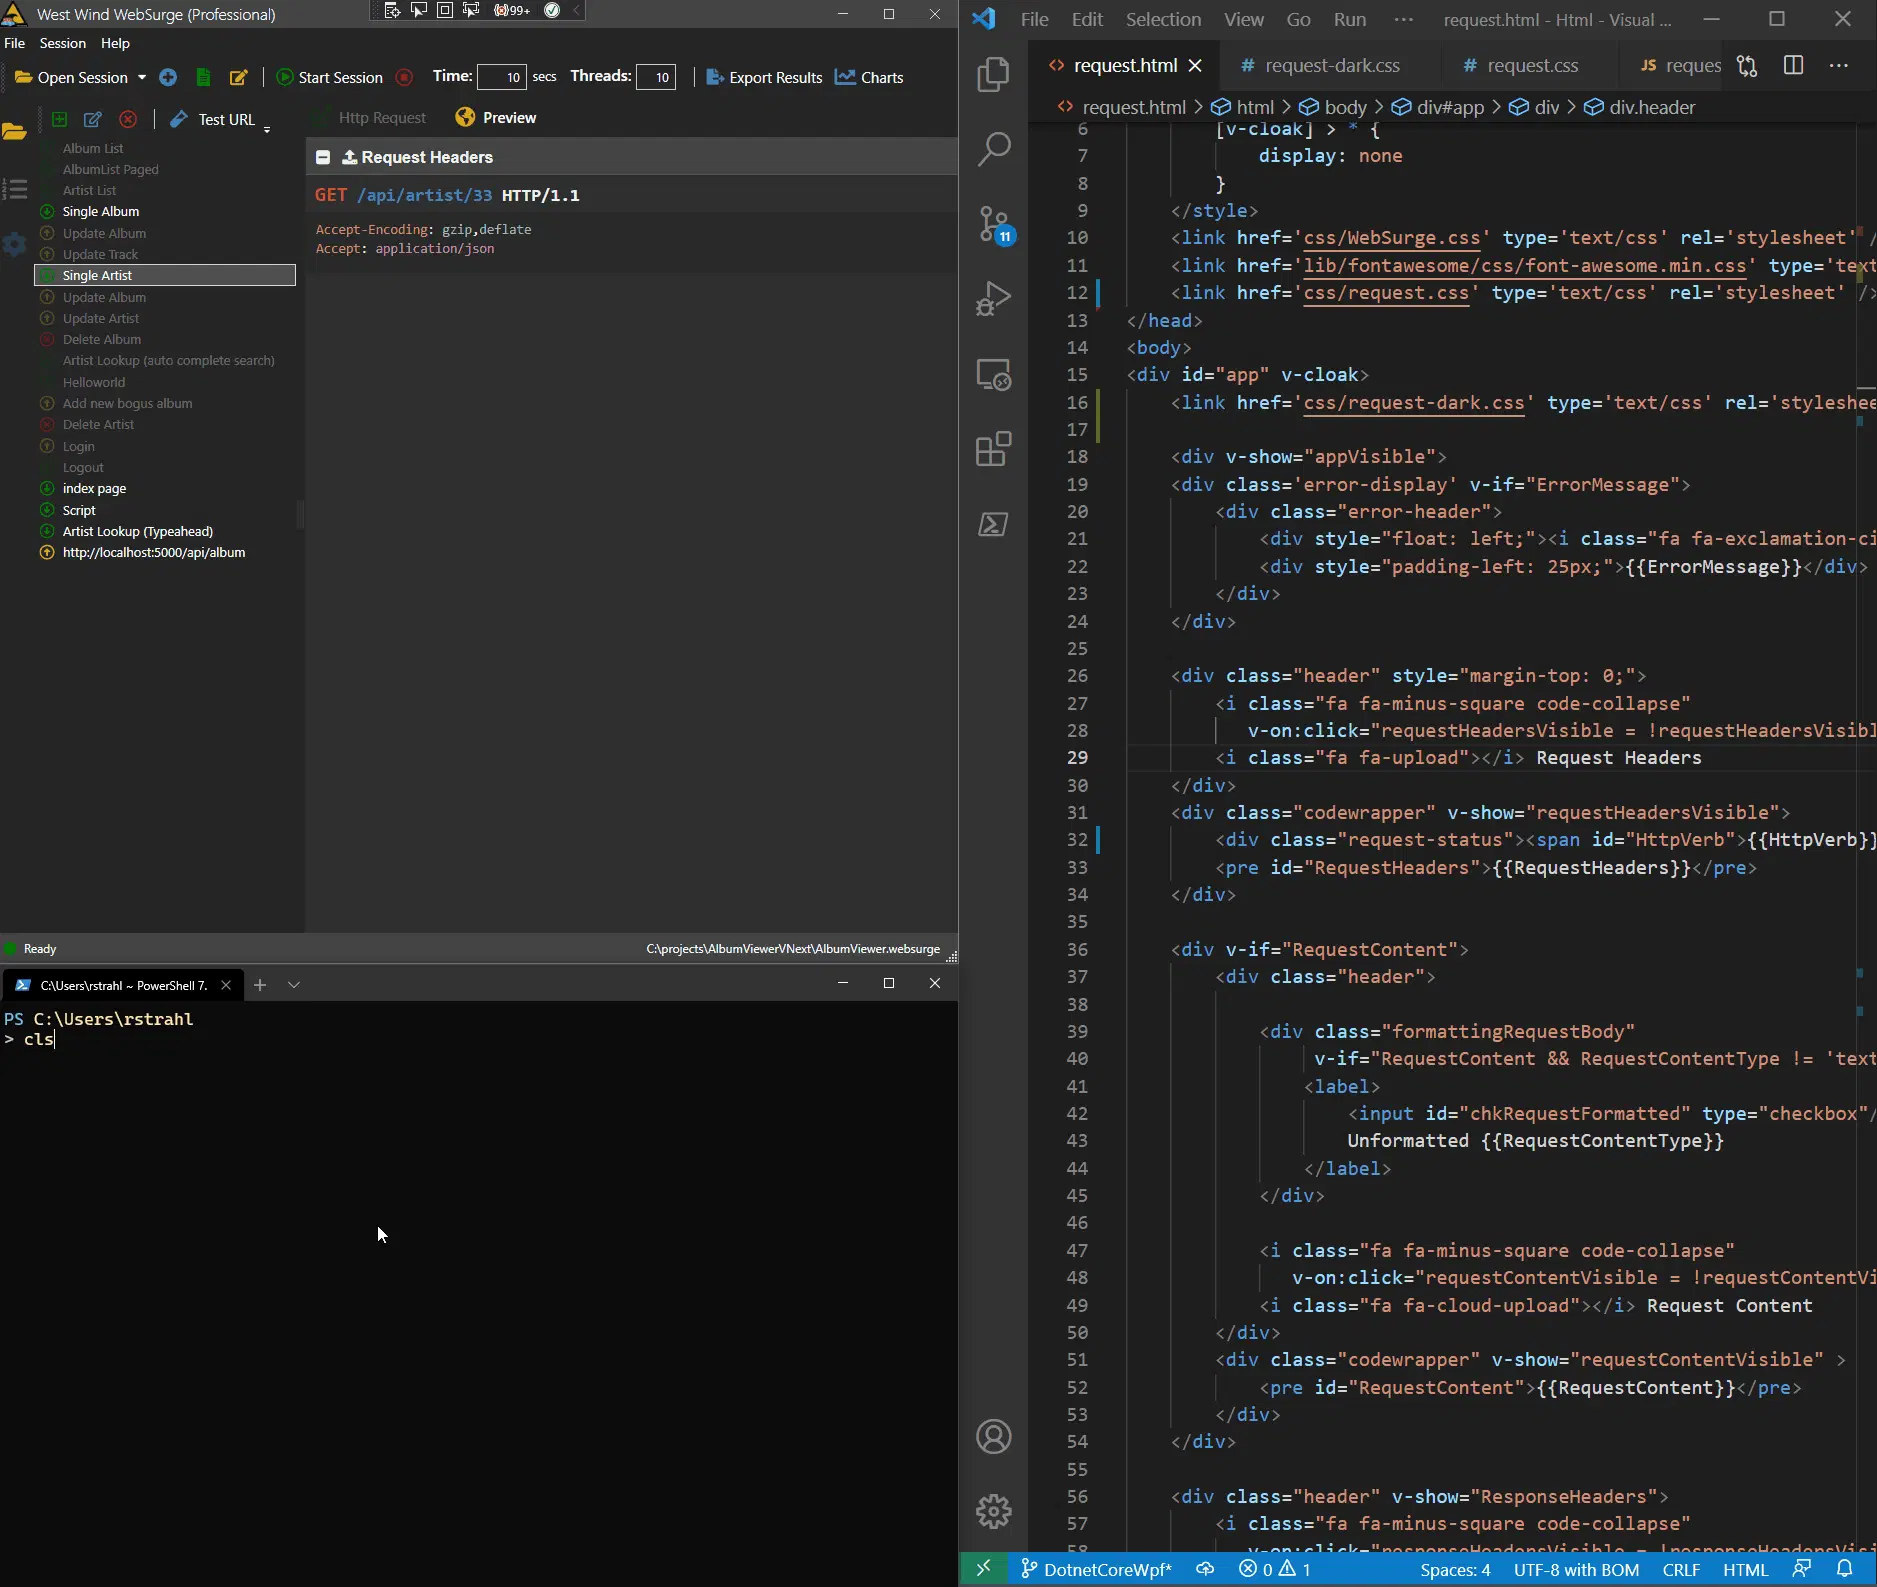 West Wind WebSurge (Professional)
99+
File Session Help
Open Session Start Session Time: 10 secs Threads: 10 Export Results Charts
Test URL
Http Request Preview
Album List
AlbumList Paged
Artist List
Single Album
Update Album
Update Track
Single Artist
Update Album
Update Artist
Delete Album
Artist Lookup (auto complete search)
Helloworld
Add new bogus album
Delete Artist
Login
Logout
index page
Script
Artist Lookup (Typeahead)
http://localhost:5000/api/album
Request Headers
GET /api/artist/33 HTTP/1.1
Accept-Encoding: gzip,deflate
Accept: application/json
Ready C:\projects\AlbumViewerVNext\AlbumViewer.websurge
C:\Users\rstrahl ~ PowerShell 7.
PS C:\Users\rstrahl
> cls
File Edit Selection View Go Run ... request.html - Html - Visual ...
request.html # request-dark.css # request.css JS reques
request.html > html > body > div#app > div > div.header
11
6 [v-cloak] > * {
7 display: none
8 }
9 </style>
10 <link href='css/WebSurge.css' type='text/css' rel='stylesheet' /
11 <link href='lib/fontawesome/css/font-awesome.min.css' type='text
12 <link href='css/request.css' type='text/css' rel='stylesheet' />
13 </head>
14 <body>
15 <div id="app" v-cloak>
16 <link href='css/request-dark.css' type='text/css' rel='styleshee
17
18 <div v-show="appVisible">
19 <div class='error-display' v-if="ErrorMessage">
20 <div class="error-header">
21 <div style="float: left;"><i class="fa fa-exclamation-ci
22 <div style="padding-left: 25px;">{{ErrorMessage}}</div>
23 </div>
24 </div>
25
26 <div class="header" style="margin-top: 0;">
27 <i class="fa fa-minus-square code-collapse"
28 v-on:click="requestHeadersVisible = !requestHeadersVisibl
29 <i class="fa fa-upload"></i> Request Headers
30 </div>
31 <div class="codewrapper" v-show="requestHeadersVisible">
32 <div class="request-status"><span id="HttpVerb">{{HttpVerb}}
33 <pre id="RequestHeaders">{{RequestHeaders}}</pre>
34 </div>
35
36 <div v-if="RequestContent">
37 <div class="header">
38
39 <div class="formattingRequestBody"
40 v-if="RequestContent && RequestContentType != 'text
41 <label>
42 <input id="chkRequestFormatted" type="checkbox"/
43 Unformatted {{RequestContentType}}
44 </label>
45 </div>
46
47 <i class="fa fa-minus-square code-collapse"
48 v-on:click="requestContentVisible = !requestContentVi
49 <i class="fa fa-cloud-upload"></i> Request Content
50 </div>
51 <div class="codewrapper" v-show="requestContentVisible" >
52 <pre id="RequestContent">{{RequestContent}}</pre>
53 </div>
54 </div>
55
56 <div class="header" v-show="ResponseHeaders">
57 <i class="fa fa-minus-square code-collapse"
58 v-on:click="responseHeadersVisible = !responseHeadersVisib
DotnetCoreWpf* 0 1 Spaces: 4 UTF-8 with BOM CRLF HTML